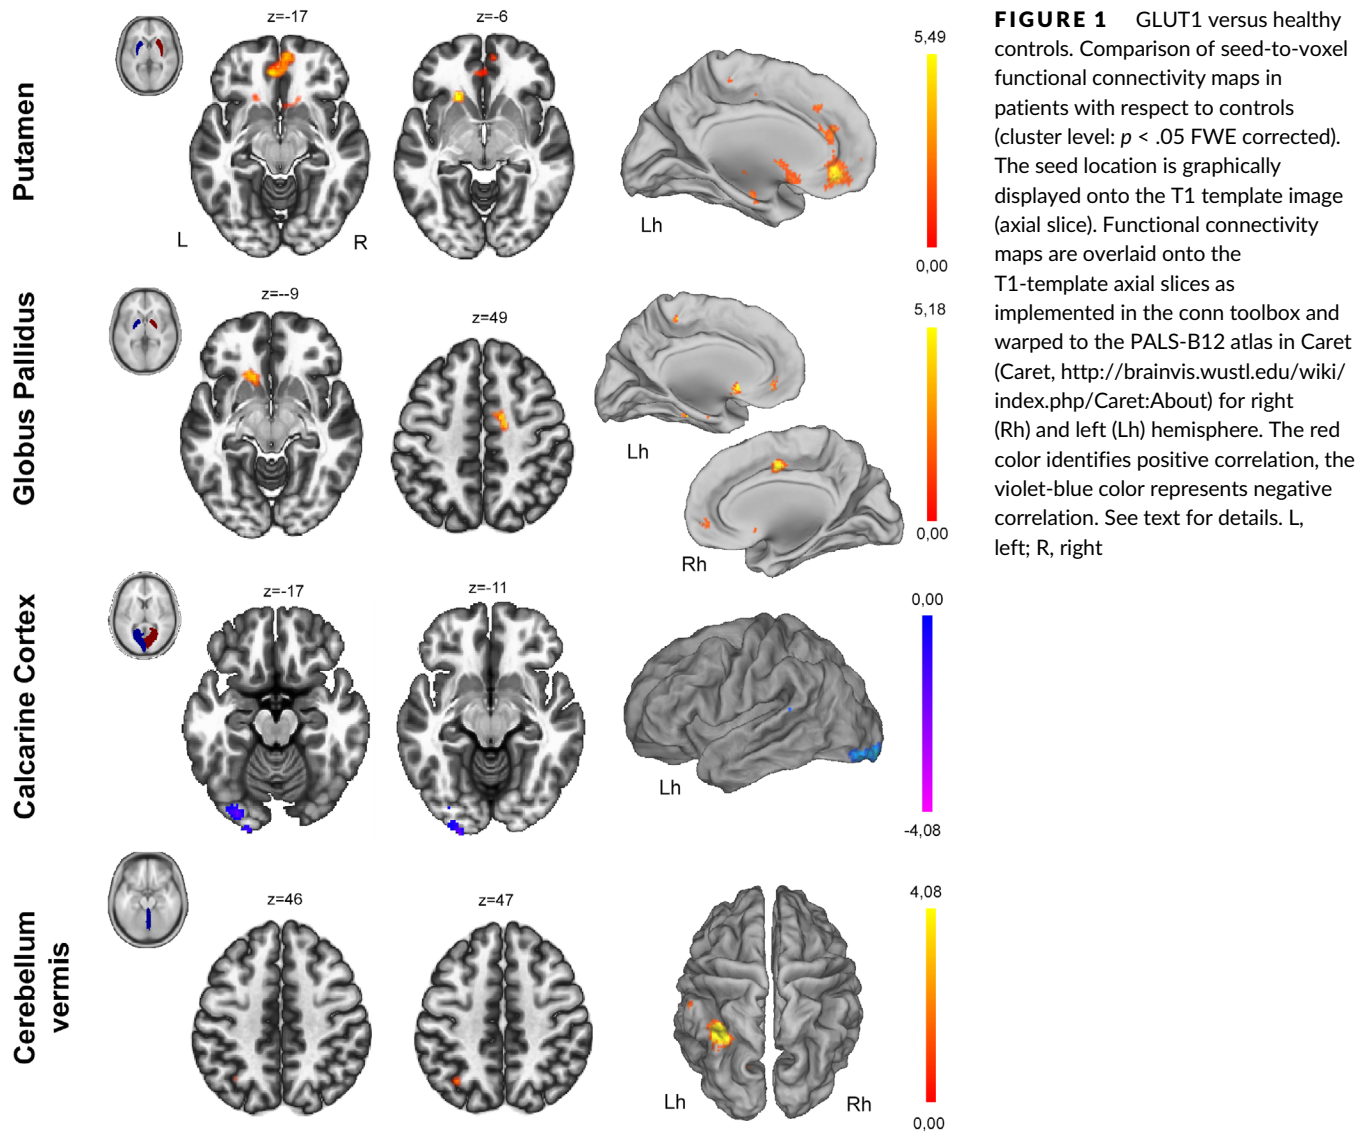 Putamen
z=-17
z=-6
L
R
Lh
5,49
0,00
Globus Pallidus
z=--9
z=49
Lh
Rh
5,18
0,00
Calcarine Cortex
z=-17
z=-11
Lh
0,00
-4,08
Cerebellum
vermis
z=46
z=47
Lh
Rh
4,08
0,00
FIGURE 1 GLUT1 versus healthy
controls. Comparison of seed-to-voxel
functional connectivity maps in
patients with respect to controls
(cluster level: p < .05 FWE corrected).
The seed location is graphically
displayed onto the T1 template image
(axial slice). Functional connectivity
maps are overlaid onto the
T1-template axial slices as
implemented in the conn toolbox and
warped to the PALS-B12 atlas in Caret
(Caret, http://brainvis.wustl.edu/wiki/
index.php/Caret:About) for right
(Rh) and left (Lh) hemisphere. The red
color identifies positive correlation, the
violet-blue color represents negative
correlation. See text for details. L,
left; R, right